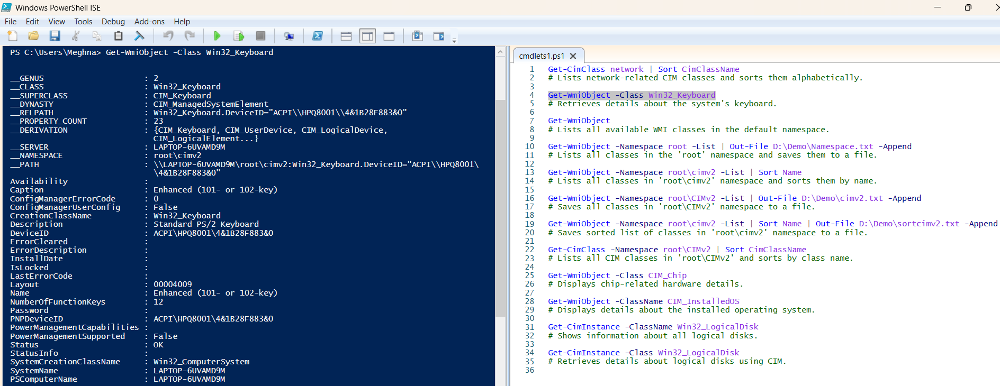 Windows PowerShell ISE
File Edit View Tools Debug Add-ons Help
PS C:\Users\Meghna> Get-WmiObject -Class Win32_Keyboard
__GENUS : 2
__CLASS : Win32_Keyboard
__SUPERCLASS : CIM_Keyboard
__DYNASTY : CIM_ManagedSystemElement
__RELPATH : Win32_Keyboard.DeviceID="ACPI\\HPQ8001\\4&1B28F883&0"
__PROPERTY_COUNT : 23
__DERIVATION : {CIM_Keyboard, CIM_UserDevice, CIM_LogicalDevice,
CIM_LogicalElement...}
__SERVER : LAPTOP-6UVAMD9M
__NAMESPACE : root\cimv2
__PATH : \\LAPTOP-6UVAMD9M\root\cimv2:Win32_Keyboard.DeviceID="ACPI\\HPQ8001\
\4&1B28F883&0"
Availability :
Caption : Enhanced (101- or 102-key)
ConfigManagerErrorCode : 0
ConfigManagerUserConfig : False
CreationClassName : Win32_Keyboard
Description : Standard PS/2 Keyboard
DeviceID : ACPI\HPQ8001\4&1B28F883&0
ErrorCleared :
ErrorDescription :
InstallDate :
IsLocked :
LastErrorCode :
Layout : 00004009
Name : Enhanced (101- or 102-key)
NumberOfFunctionKeys : 12
Password :
PNPDeviceID : ACPI\HPQ8001\4&1B28F883&0
PowerManagementCapabilities :
PowerManagementSupported : False
Status : OK
StatusInfo :
SystemCreationClassName : Win32_ComputerSystem
SystemName : LAPTOP-6UVAMD9M
PSComputerName : LAPTOP-6UVAMD9M
cmdlets1.ps1
1 Get-CimClass network | Sort CimClassName
2 # Lists network-related CIM classes and sorts them alphabetically.
3
4 Get-WmiObject -Class Win32_Keyboard
5 # Retrieves details about the system's keyboard.
6
7 Get-WmiObject
8 # Lists all available WMI classes in the default namespace.
9
10 Get-WmiObject -Namespace root -List | Out-File D:\Demo\Namespace.txt -Append
11 # Lists all classes in the 'root' namespace and saves them to a file.
12
13 Get-WmiObject -Namespace root\cimv2 -List | Sort Name
14 # Lists all classes in 'root\cimv2' namespace and sorts them by name.
15
16 Get-WmiObject -Namespace root\CIMv2 -List | Out-File D:\Demo\cimv2.txt -Append
17 # Saves all classes in 'root\CIMv2' namespace to a file.
18
19 Get-WmiObject -Namespace root\cimv2 -List | Sort Name | Out-File D:\Demo\sortcimv2.txt -Append
20 # Saves sorted list of classes in 'root\cimv2' namespace to a file.
21
22 Get-CimClass -Namespace root\CIMv2 | Sort CimClassName
23 # Lists all CIM classes in 'root\CIMv2' and sorts by class name.
24
25 Get-WmiObject -Class CIM_Chip
26 # Displays chip-related hardware details.
27
28 Get-WmiObject -ClassName CIM_InstalledOS
29 # Displays details about the installed operating system.
30
31 Get-CimInstance -ClassName Win32_LogicalDisk
32 # Shows information about all logical disks.
33
34 Get-CimInstance -Class Win32_LogicalDisk
35 # Retrieves details about logical disks using CIM.
36